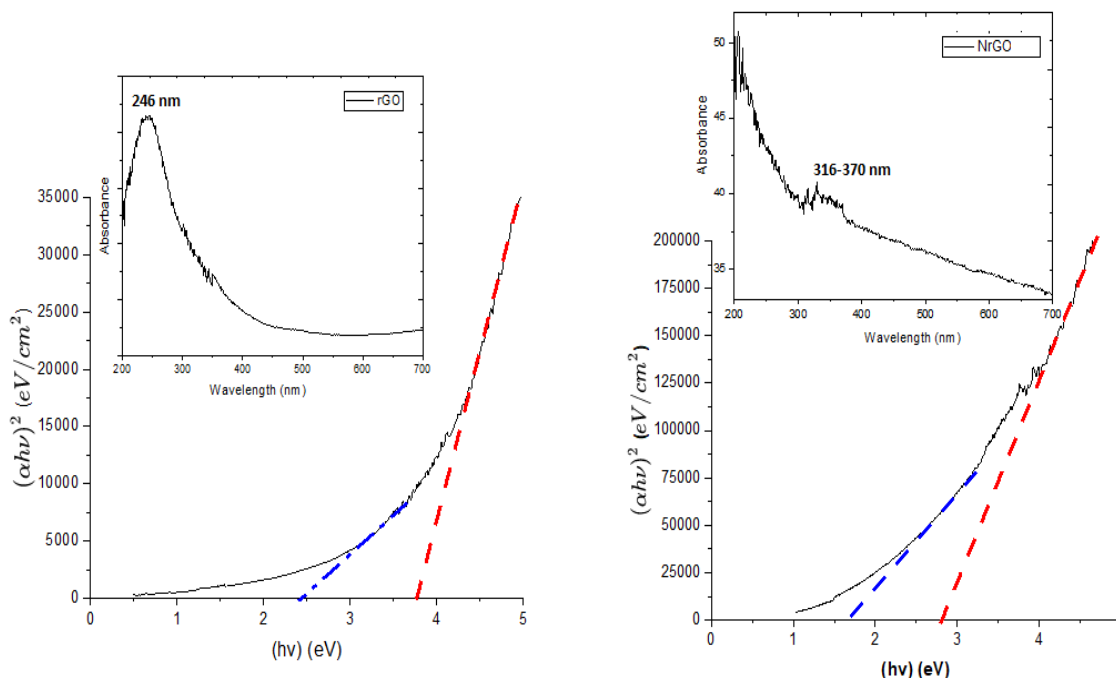 246 nm
rGO
Absorbance
200 300 400 500 600 700
Wavelength (nm)
35000
30000
25000
20000
15000
10000
5000
0
(αhν)² (eV/cm²)
0 1 2 3 4 5
(hv) (eV)
NrGO
50
45
40
35
Absorbance
316-370 nm
200 300 400 500 600 700
Wavelength (nm)
200000
175000
150000
125000
100000
75000
50000
25000
0
(αhν)² (eV/cm²)
0 1 2 3 4
(hv) (eV)